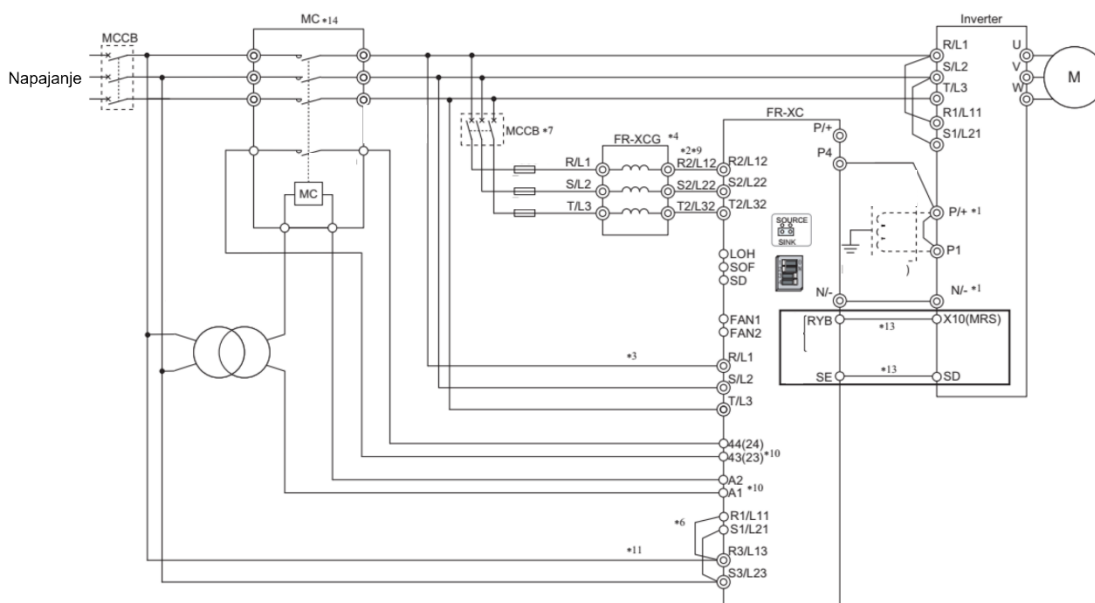 MC *14
MCCB
Napajanje
MC
MCCB *7
FR-XCG *4
R/L1
S/L2
T/L3
*2*9
R2/L12
S2/L22
T2/L32
FR-XC
R2/L12
S2/L22
T2/L32
P/+
P4
SOURCE
SINK
LOH
SOF
SD
FAN1
FAN2
*3
R/L1
S/L2
T/L3
44(24)
43(23) *10
A2
A1 *10
*6
R1/L11
S1/L21
*11
R3/L13
S3/L23
N/-
RYB
*13
SE
*13
( )
Inverter
R/L1
S/L2
T/L3
R1/L11
S1/L21
U
V
W
M
P/+ *1
P1
N/- *1
X10(MRS)
SD